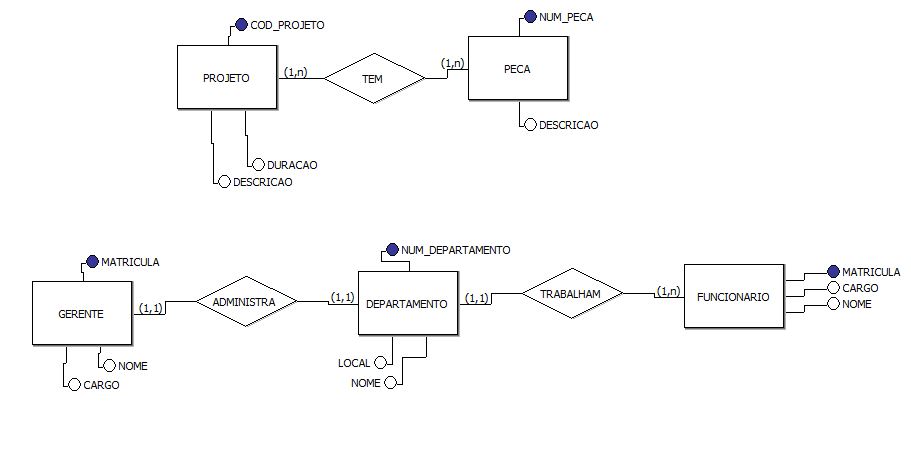 COD_PROJETO
NUM_PECA
PROJETO
(1,n)
TEM
(1,n)
PECA
DESCRICAO
DURACAO
DESCRICAO
MATRICULA
NUM_DEPARTAMENTO
GERENTE
(1,1)
ADMINISTRA
(1,1)
DEPARTAMENTO
(1,1)
TRABALHAM
(1,n)
FUNCIONARIO
MATRICULA
CARGO
NOME
NOME
CARGO
LOCAL
NOME